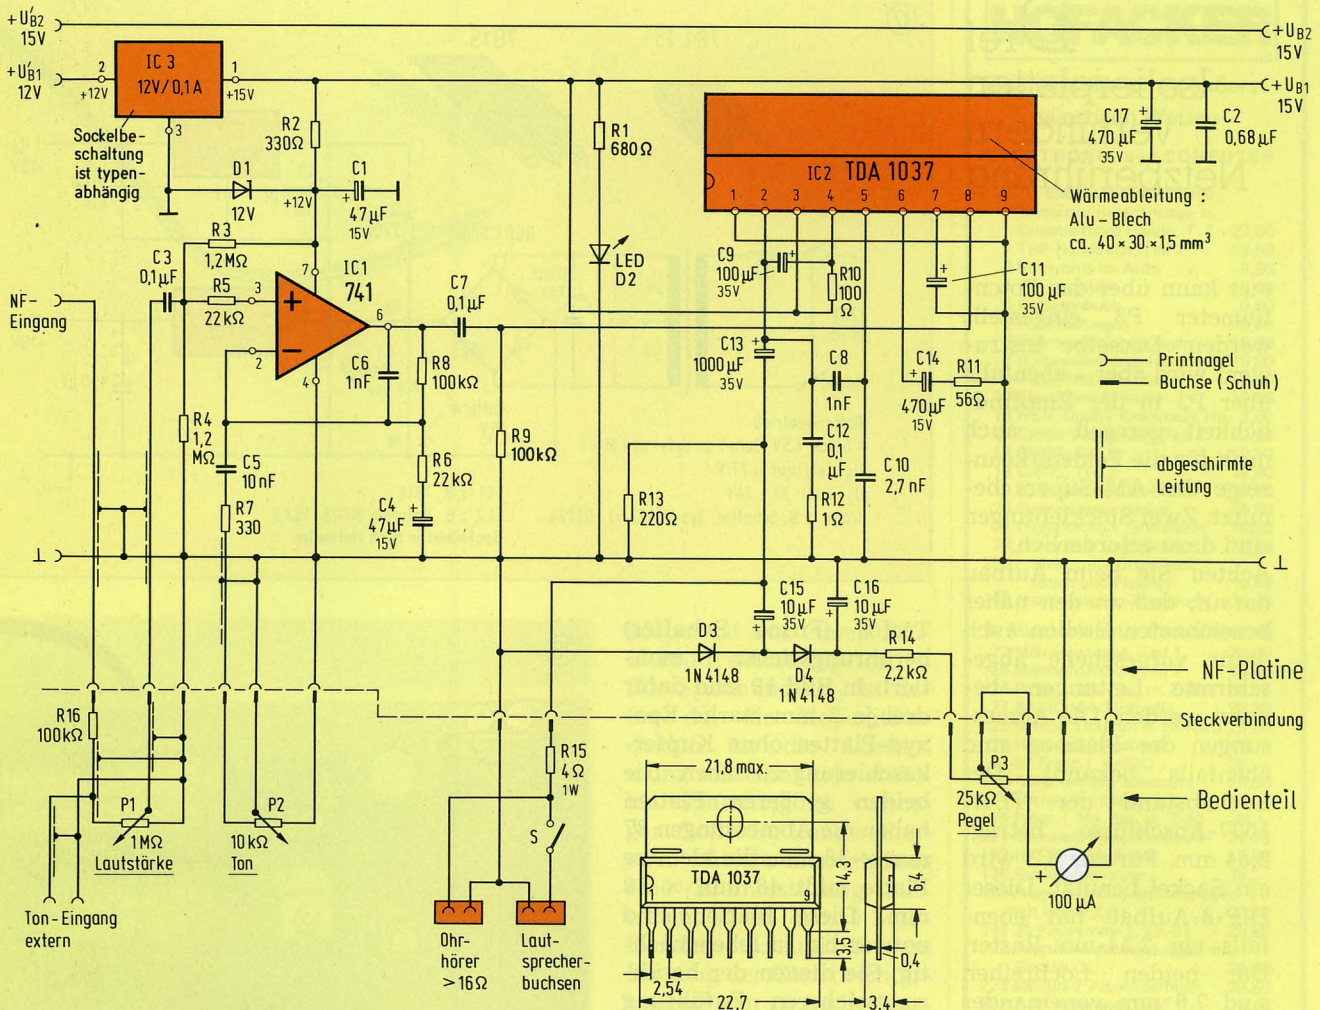 +U'B2
15V
+U'B1
12V
2
+12V
IC 3
12V/0,1A
1
+15V
3
Sockelbe-
schaltung
ist typen-
abhängig
R2
330Ω
D1
12V
+12V
C1
+
47µF
15V
R3
1,2MΩ
C3
0,1µF
R5
22kΩ
3
2
7
4
6
IC1
741
NF-
Eingang
R4
1,2
MΩ
C5
10nF
R7
330
C6
1nF
R8
100kΩ
R6
22kΩ
C4
47µF
15V
+
C7
0,1µF
R9
100kΩ
R1
680Ω
LED
D2
R13
220Ω
IC2 TDA 1037
1 2 3 4 5 6 7 8 9
C9
100µF
35V
+
R10
100
Ω
C11
100µF
35V
+
C13
1000µF
35V
+
C8
1nF
C12
0,1
µF
R12
1Ω
C10
2,7nF
C14
+
470µF
15V
R11
56Ω
C17
470µF
35V
+
C2
0,68µF
+UB2
15V
+UB1
15V
Wärmeableitung :
Alu-Blech
ca. 40×30×1,5mm³
Printnagel
Buchse (Schuh)
abgeschirmte
Leitung
⊥
⊥
C15
10µF
35V
+
C16
10µF
35V
+
D3
1N4148
D4
1N4148
R14
2,2kΩ
NF-Platine
Steckverbindung
Bedienteil
R16
100kΩ
P1
1MΩ
Lautstärke
P2
10kΩ
Ton
Ton-Eingang
extern
R15
4Ω
1W
S
Ohr-
hörer
>16Ω
Laut-
sprecher-
buchsen
P3
25kΩ
Pegel
+ -
100µA
21,8 max.
TDA 1037
1 9
14,3
3,5
6,4
0,4
2,54
22,7
3,4